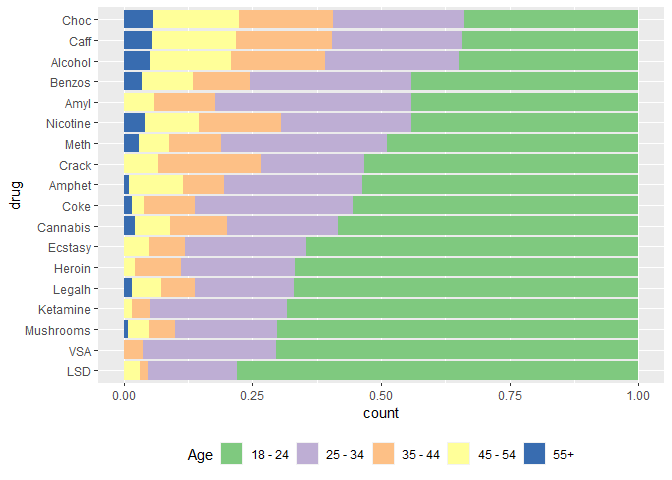 Choc
Caff
Alcohol
Benzos
Amyl
Nicotine
Meth
Crack
Amphet
Coke
Cannabis
Ecstasy
Heroin
Legalh
Ketamine
Mushrooms
VSA
LSD
drug
0.00 0.25 0.50 0.75 1.00
count
Age 18 - 24 25 - 34 35 - 44 45 - 54 55+